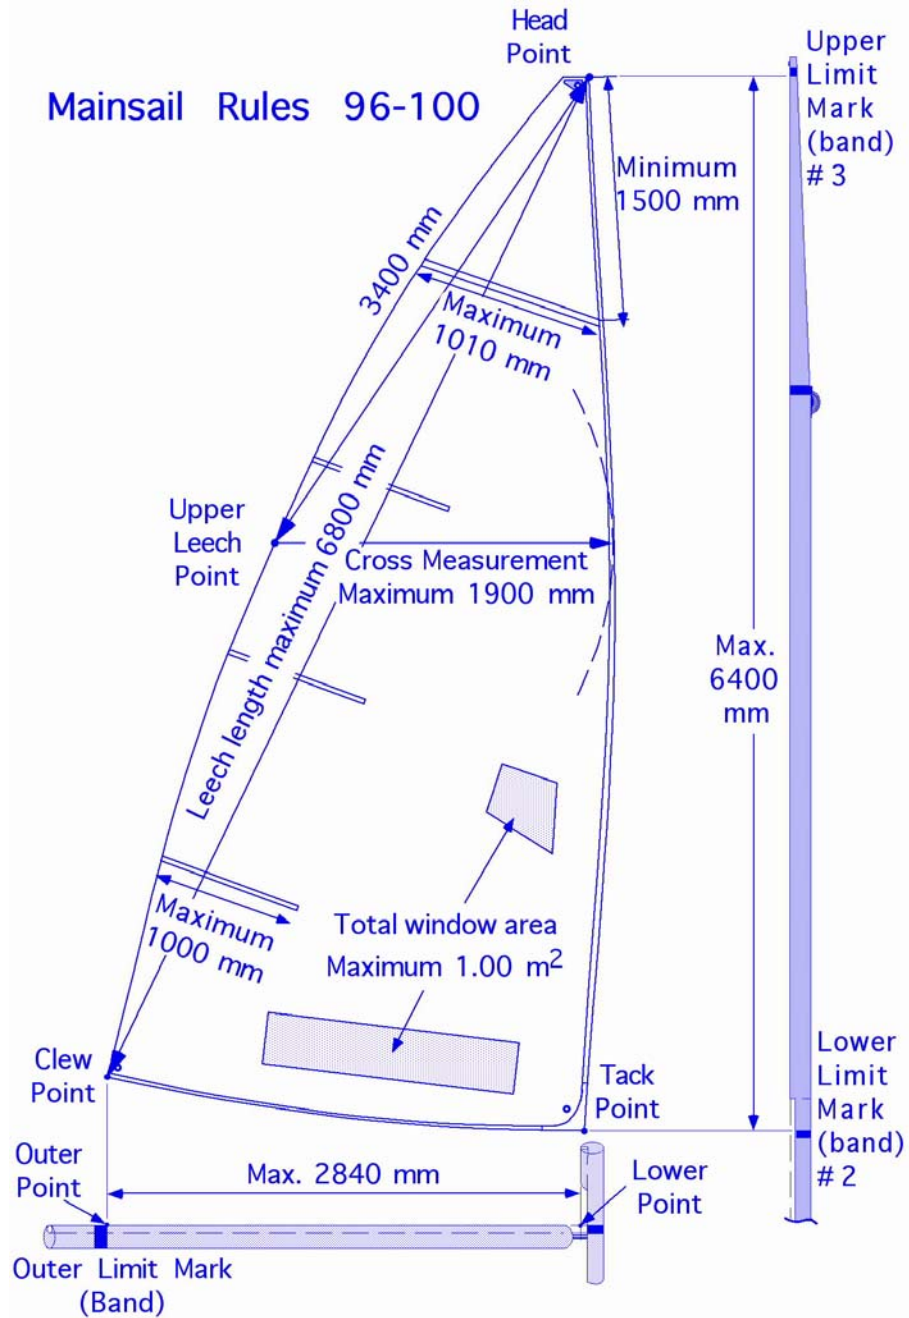 Head
Point
Upper
Limit
Mark
(band)
#3
Mainsail Rules 96-100
Minimum
1500 mm
3400 mm
Maximum
1010 mm
Upper
Leech
Point
Leech length maximum 6800 mm
Cross Measurement
Maximum 1900 mm
Max.
6400
mm
Maximum
1000 mm
Total window area
Maximum 1.00 m²
Clew
Point
Tack
Point
Lower
Limit
Mark
(band)
#2
Outer
Point
Max. 2840 mm
Lower
Point
Outer Limit Mark
(Band)